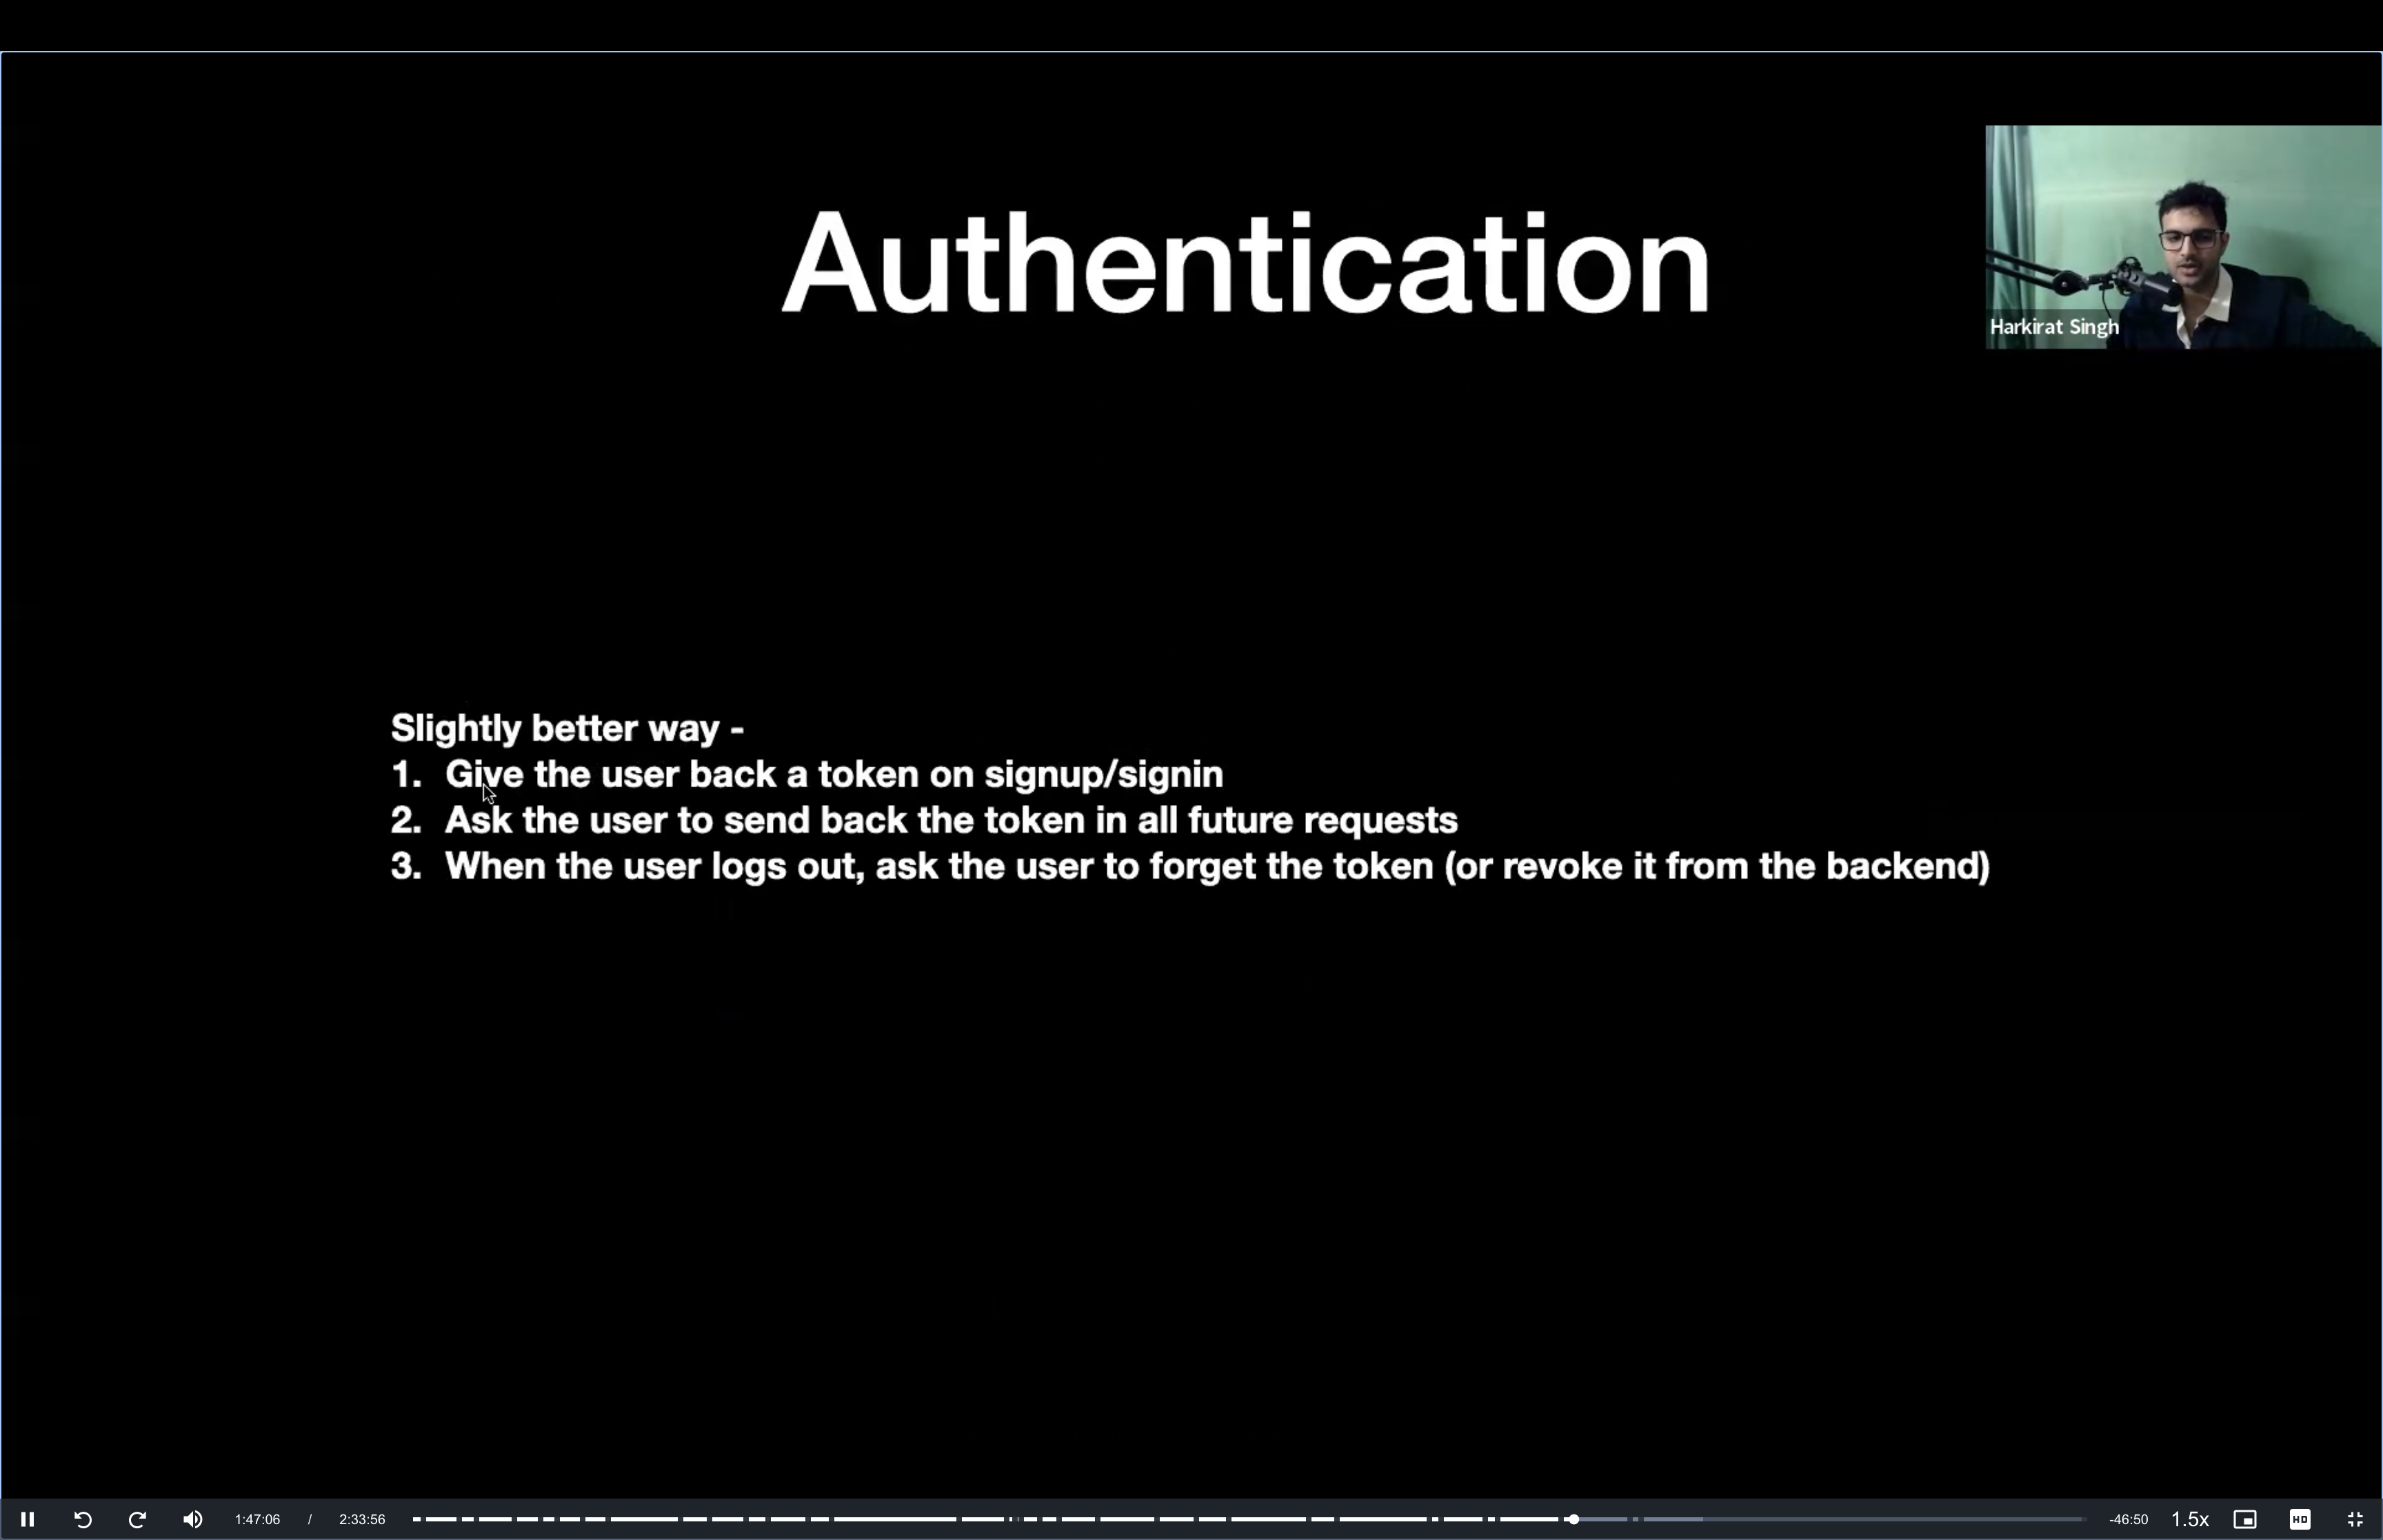 Authentication
Harkirat Singh
Slightly better way -
1. Give the user back a token on signup/signin
2. Ask the user to send back the token in all future requests
3. When the user logs out, ask the user to forget the token (or revoke it from the backend)
1:47:06 / 2:33:56 -46:50 1.5x HD